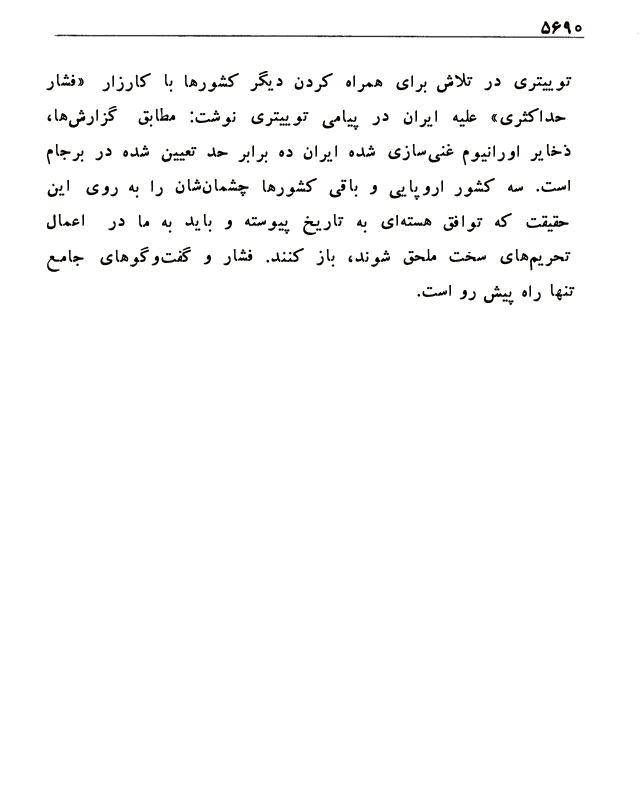 ۵۶۹۰
توییتری در تلاش برای همراه کردن دیگر کشورها با کارزار «فشار
حداکثری» علیه ایران در پیامی توییتری نوشت: مطابق گزارش‌ها،
ذخایر اورانیوم غنی‌سازی شده ایران ده برابر حد تعیین شده در برجام
است. سه کشور اروپایی و باقی کشورها چشمان‌شان را به روی این
حقیقت که توافق هسته‌ای به تاریخ پیوسته و باید به ما در اعمال
تحریم‌های سخت ملحق شوند، باز کنند. فشار و گفت‌وگوهای جامع
تنها راه پیش رو است.